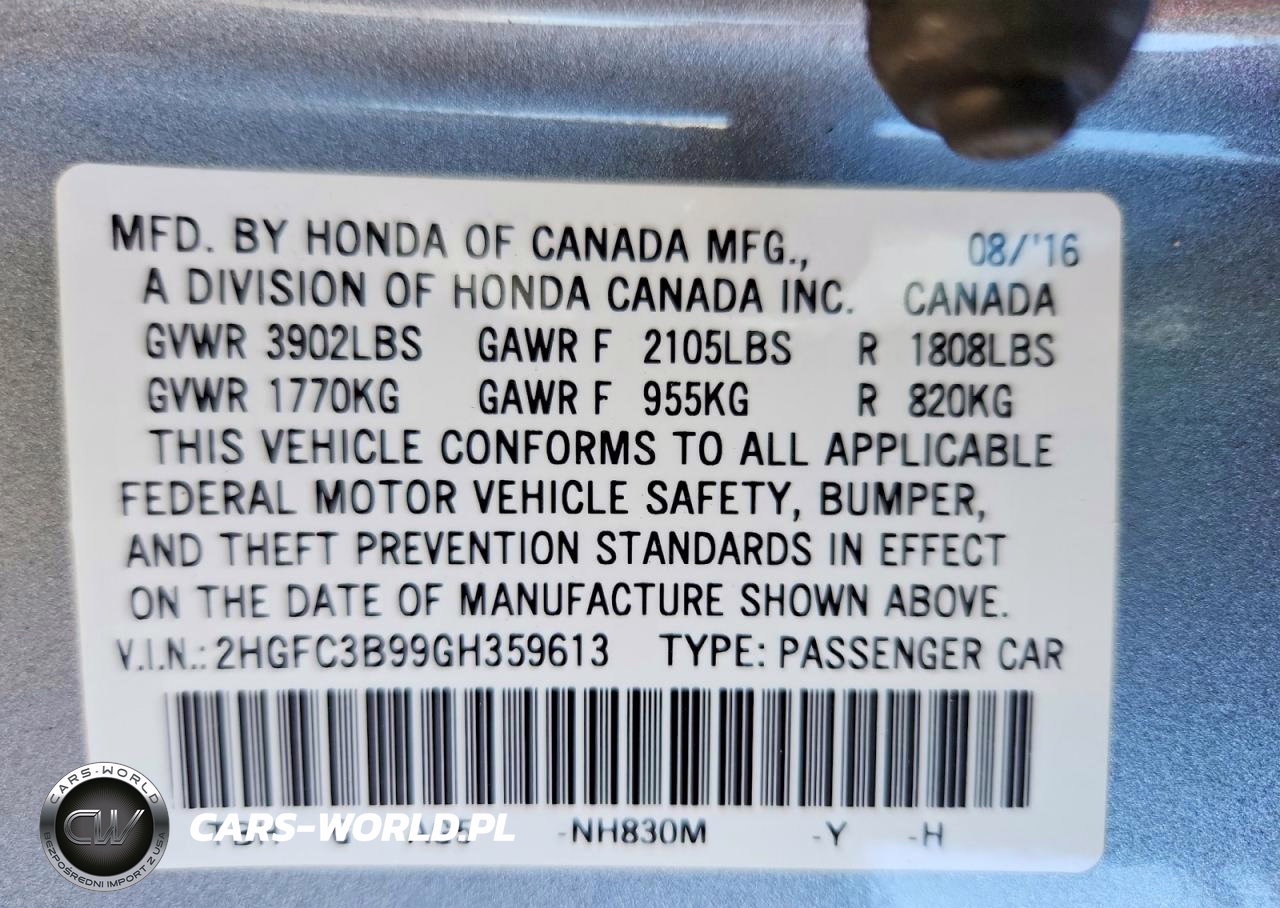 MFD. BY HONDA OF CANADA MFG., 08/'16
A DIVISION OF HONDA CANADA INC. CANADA
GVWR 3902LBS GAWR F 2105LBS R 1808LBS
GVWR 1770KG GAWR F 955KG R 820KG
THIS VEHICLE CONFORMS TO ALL APPLICABLE
FEDERAL MOTOR VEHICLE SAFETY, BUMPER,
AND THEFT PREVENTION STANDARDS IN EFFECT
ON THE DATE OF MANUFACTURE SHOWN ABOVE.
V.I.N.: 2HGFC3B99GH359613 TYPE: PASSENGER CAR
-NH830M -Y -H
CARS-WORLD
CW
BEZPOŚREDNI IMPORT Z USA
CARS-WORLD.PL